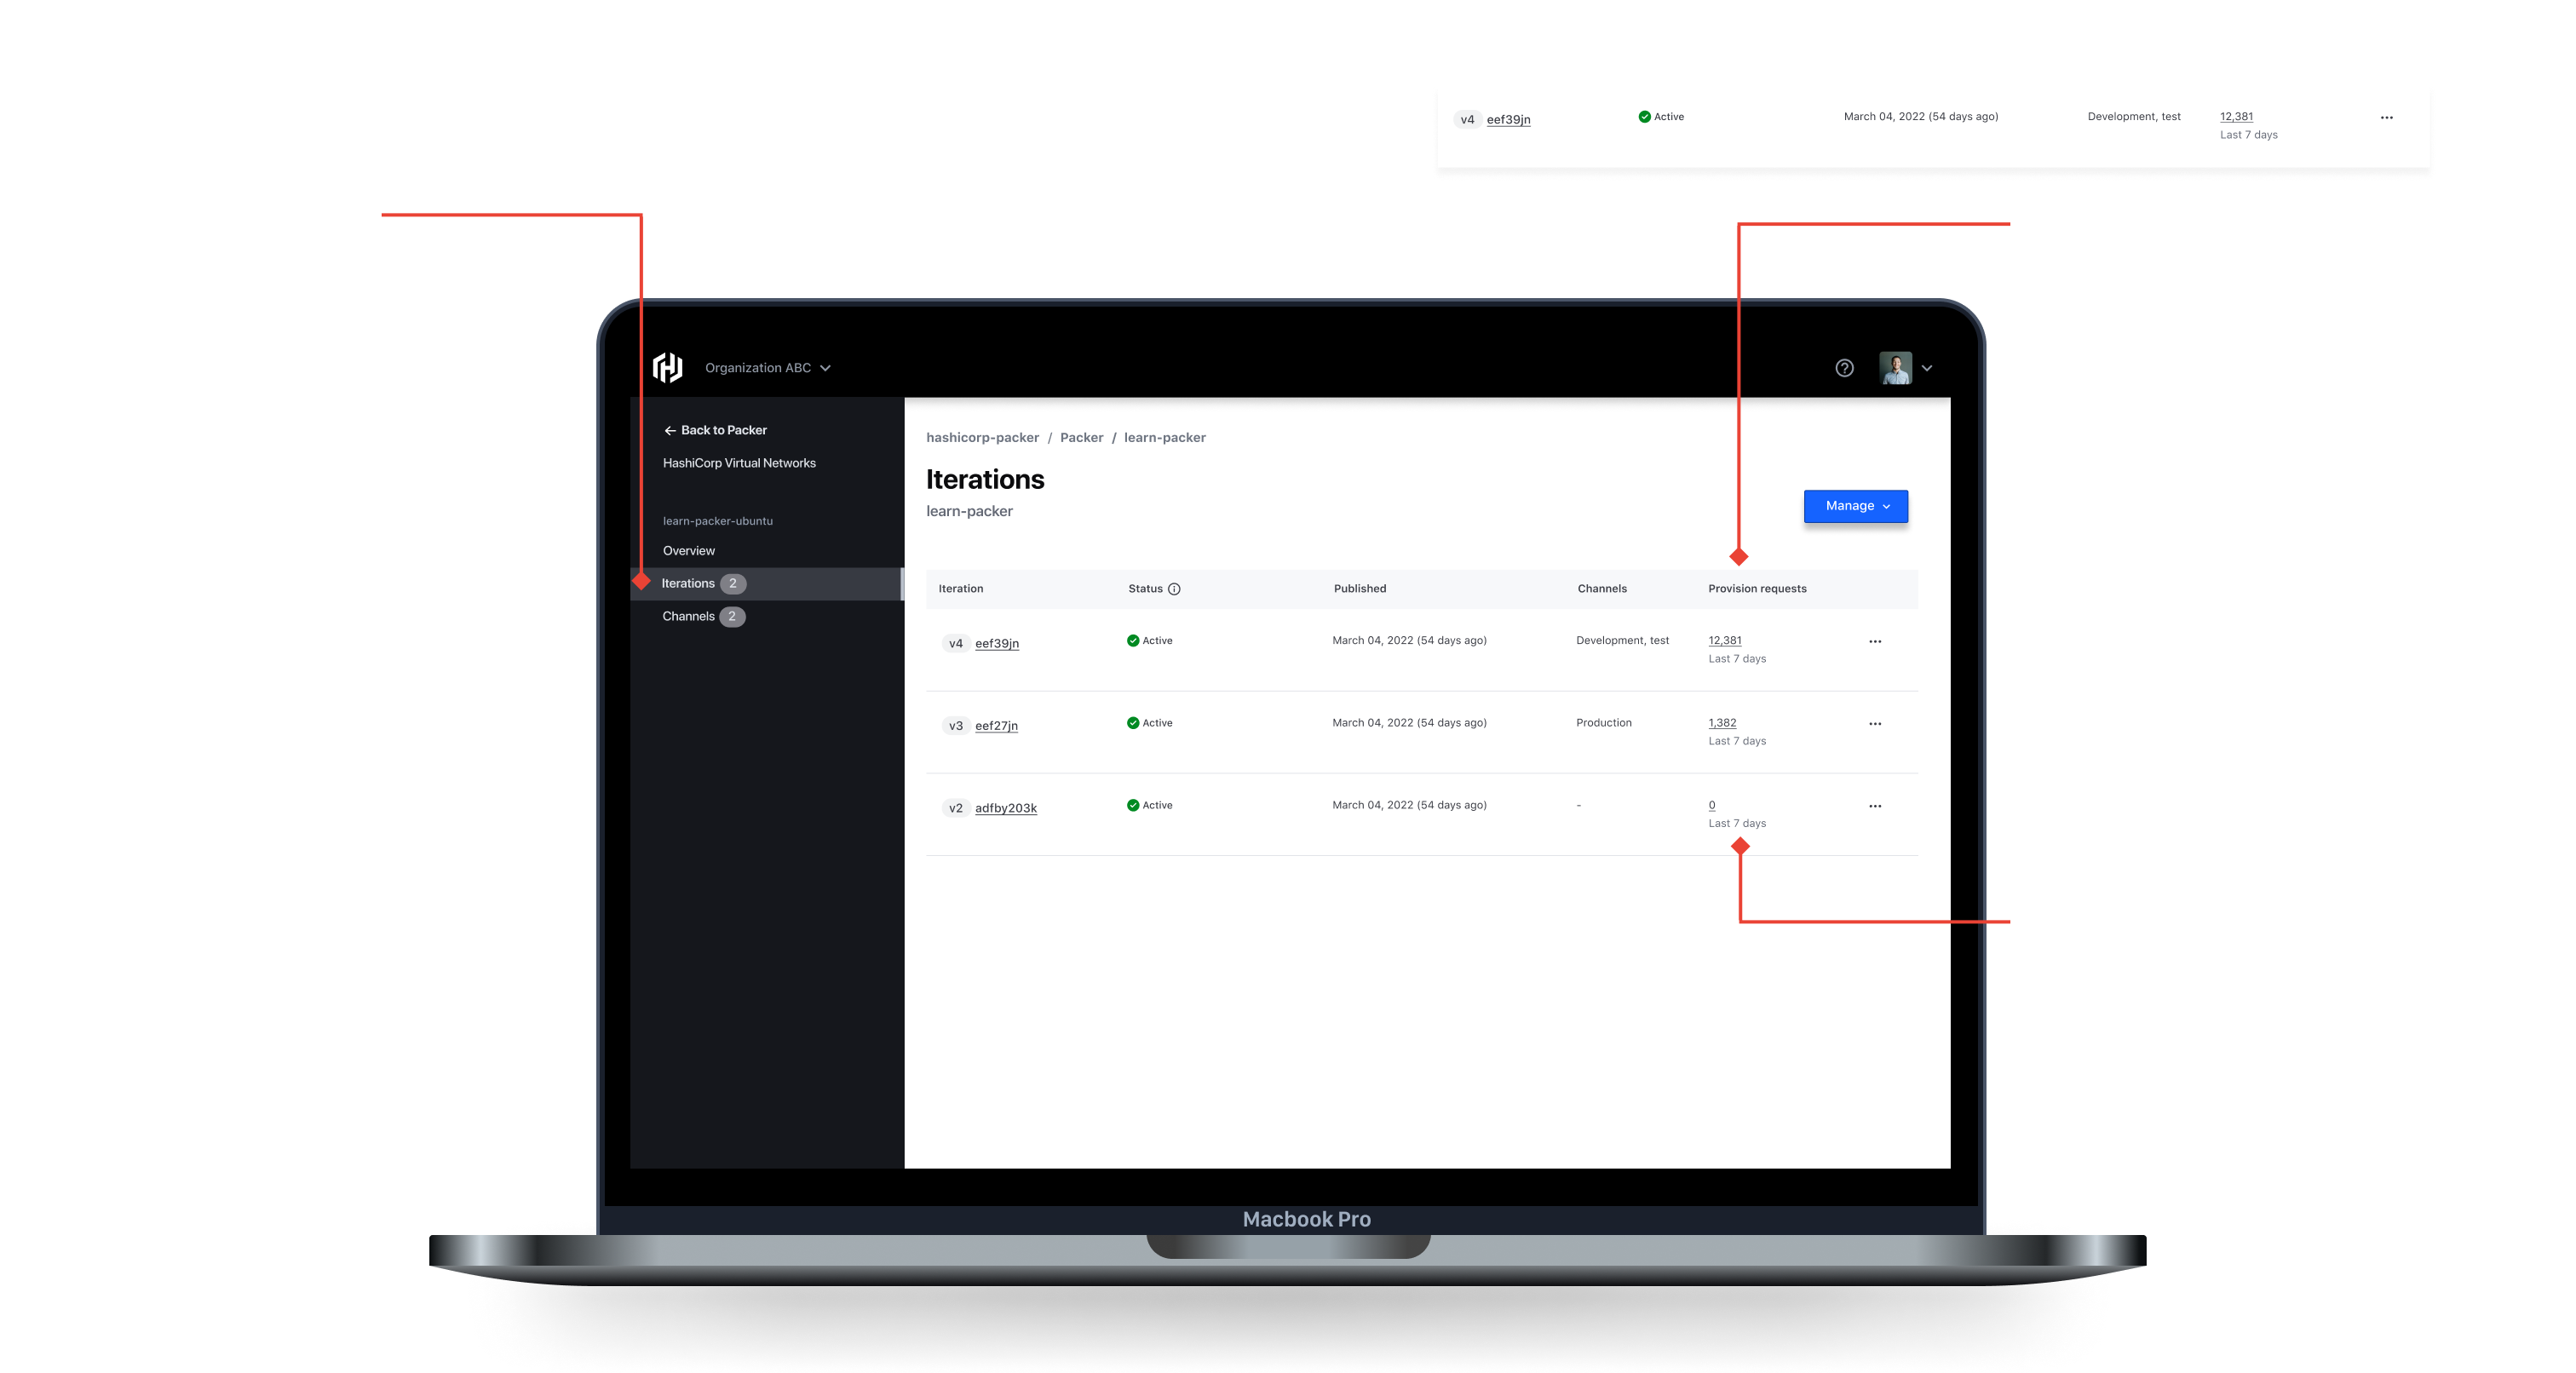 v4 eef39jn Active March 04, 2022 (54 days ago) Development, test 12,381
Last 7 days
Organization ABC
Back to Packer
HashiCorp Virtual Networks
learn-packer-ubuntu
Overview
Iterations 2
Channels 2
hashicorp-packer / Packer / learn-packer
Iterations
learn-packer
Manage
Iteration Status Published Channels Provision requests
v4 eef39jn Active March 04, 2022 (54 days ago) Development, test 12,381
Last 7 days
v3 eef27jn Active March 04, 2022 (54 days ago) Production 1,382
Last 7 days
v2 adfby203k Active March 04, 2022 (54 days ago) - 0
Last 7 days
Macbook Pro